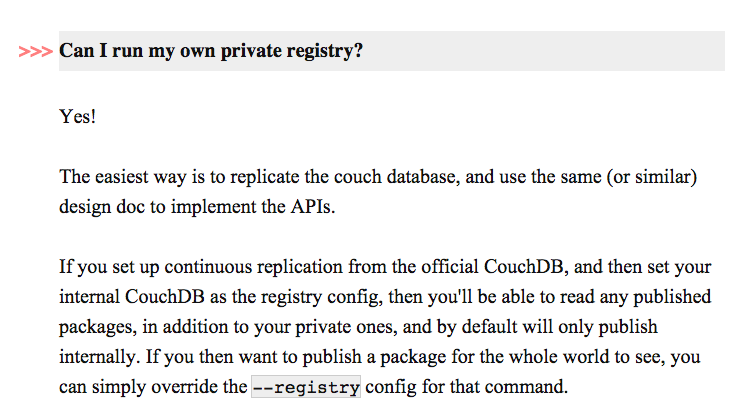 >>> Can I run my own private registry?
Yes!
The easiest way is to replicate the couch database, and use the same (or similar)
design doc to implement the APIs.
If you set up continuous replication from the official CouchDB, and then set your
internal CouchDB as the registry config, then you'll be able to read any published
packages, in addition to your private ones, and by default will only publish
internally. If you then want to publish a package for the whole world to see, you
can simply override the --registry config for that command.